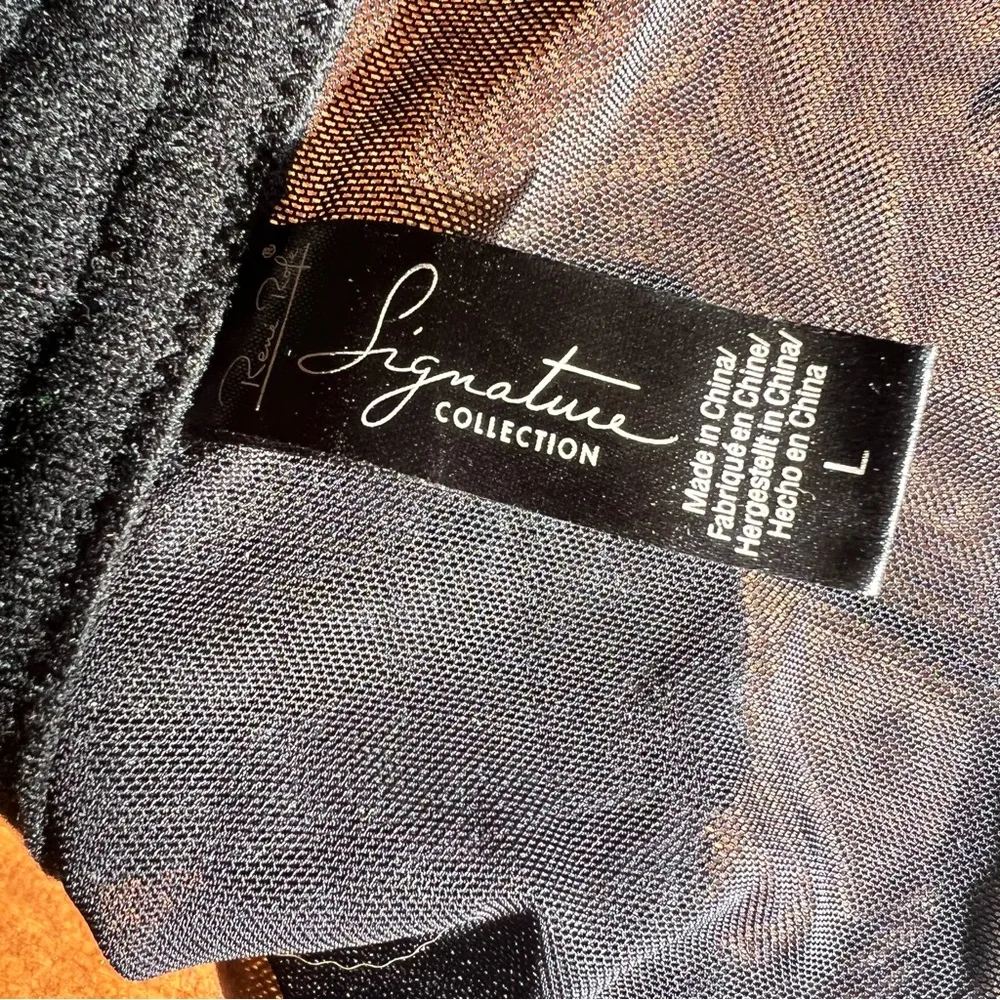 René Rofé®
Signature
COLLECTION
Made in China/
Fabriqué en Chine/
Hergestellt in China/
Hecho en China
L